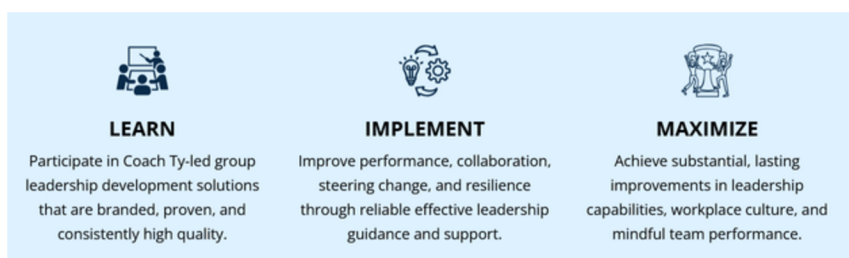 LEARN
Participate in Coach Ty-led group
leadership development solutions
that are branded, proven, and
consistently high quality.
IMPLEMENT
Improve performance, collaboration,
steering change, and resilience
through reliable effective leadership
guidance and support.
MAXIMIZE
Achieve substantial, lasting
improvements in leadership
capabilities, workplace culture, and
mindful team performance.